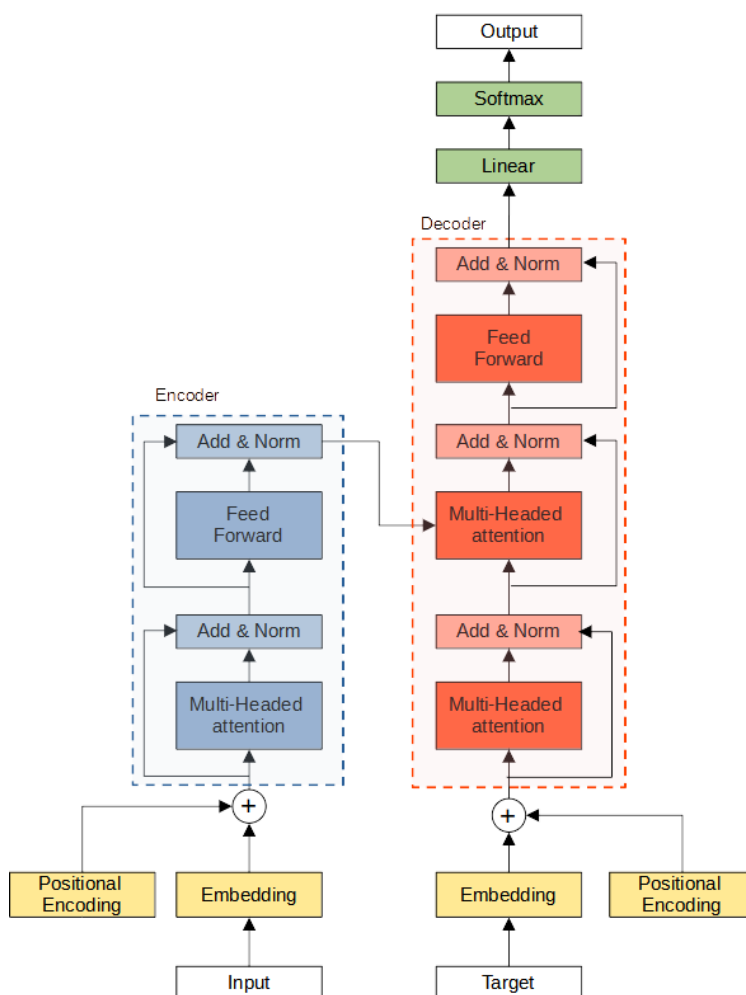 Output
Softmax
Linear
Decoder
Add & Norm
Feed
Forward
Add & Norm
Multi-Headed
attention
Add & Norm
Multi-Headed
attention
Encoder
Add & Norm
Feed
Forward
Add & Norm
Multi-Headed
attention
+
+
Positional
Encoding
Embedding
Embedding
Positional
Encoding
Input
Target